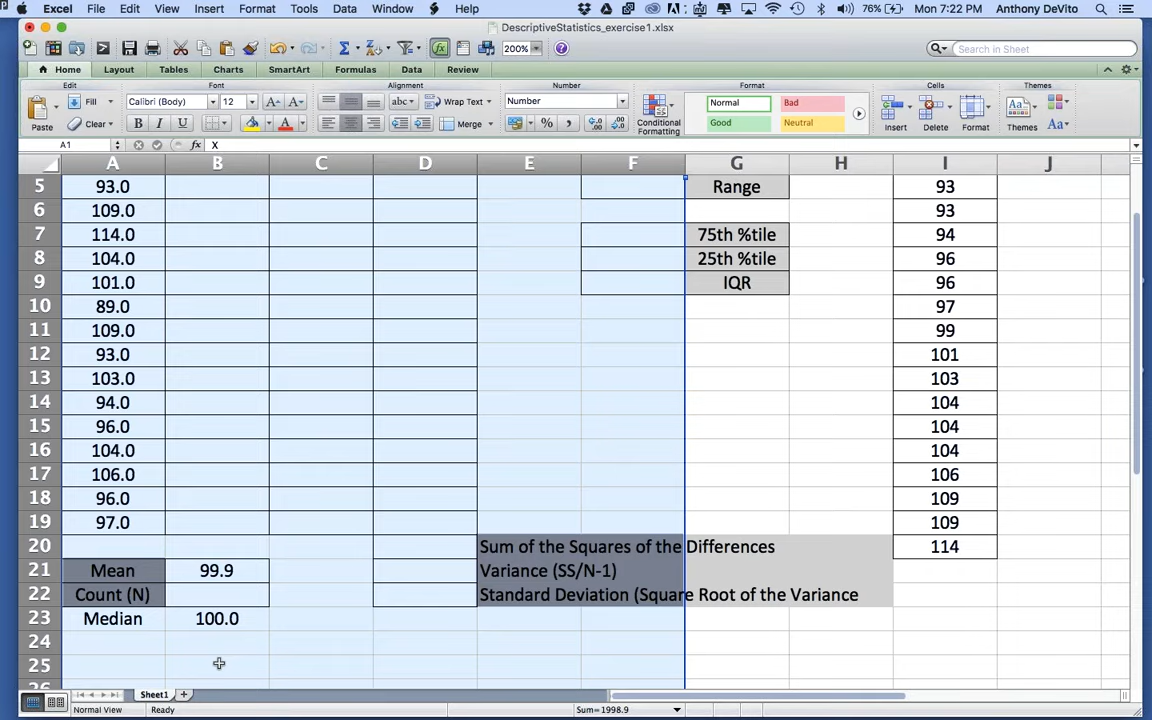 Excel File Edit View Insert Format Tools Data Window Help 76% Mon 7:22 PM Anthony DeVito
DescriptiveStatistics_exercise1.xlsx
200% Search in Sheet
Home Layout Tables Charts SmartArt Formulas Data Review
Edit Font Alignment Number Format Cells Themes
Fill Calibri (Body) 12 abc Wrap Text Number Normal Bad
Paste Clear B I U Merge % Conditional Formatting Good Neutral Insert Delete Format Themes Aa
A1 fx X
A B C D E F G H I J
5 93.0 Range 93
6 109.0 93
7 114.0 75th %tile 94
8 104.0 25th %tile 96
9 101.0 IQR 96
10 89.0 97
11 109.0 99
12 93.0 101
13 103.0 103
14 94.0 104
15 96.0 104
16 104.0 104
17 106.0 106
18 96.0 109
19 97.0 109
20 Sum of the Squares of the Differences 114
21 Mean 99.9 Variance (SS/N-1)
22 Count (N) Standard Deviation (Square Root of the Variance
23 Median 100.0
24
25
26
Sheet1
Normal View Ready Sum=1998.9